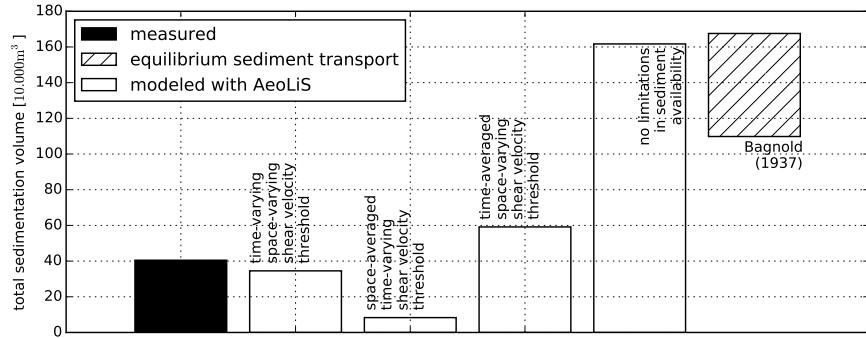 total sedimentation volume [10.000m³ ]
180
160
140
120
100
80
60
40
20
0
measured
equilibrium sediment transport
modeled with AeoLiS
time-varying
space-varying
shear velocity
threshold
space-averaged
time-varying
shear velocity
threshold
time-averaged
space-varying
shear velocity
threshold
no limitations
in sediment
availability
Bagnold
(1937)